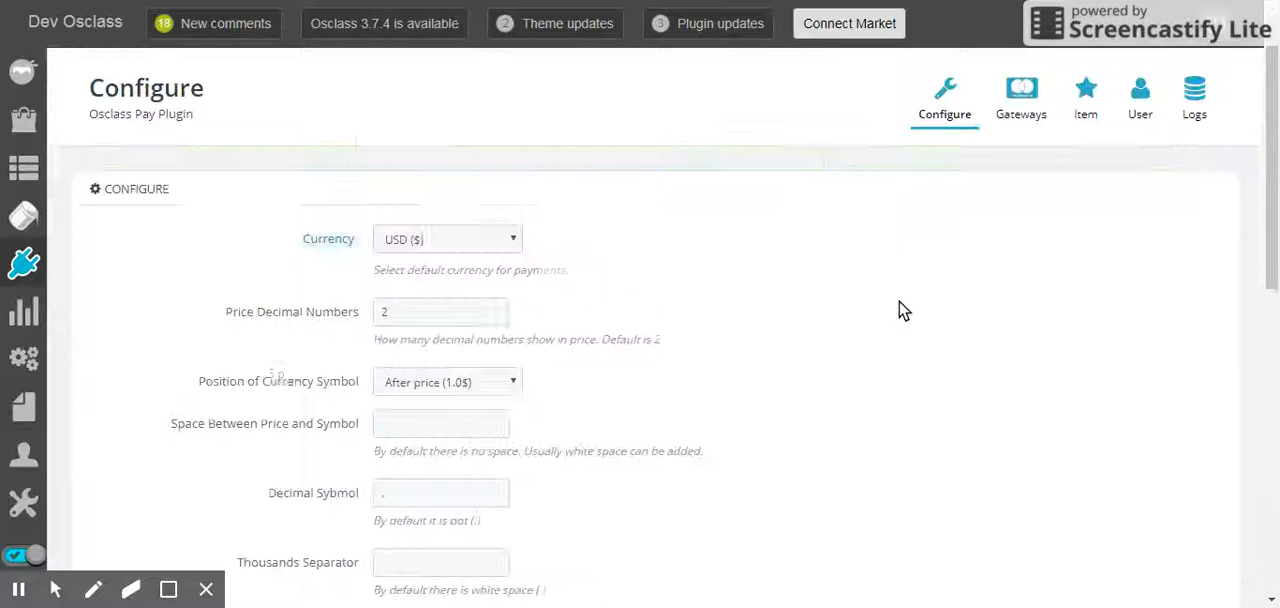 Dev Osclass
18 New comments
Osclass 3.7.4 is available
2 Theme updates
3 Plugin updates
Connect Market
powered by
Screencastify Lite
Configure
Osclass Pay Plugin
Configure
Gateways
Item
User
Logs
CONFIGURE
Currency
USD ($)
Select default currency for payments.
Price Decimal Numbers
2
How many decimal numbers show in price. Default is 2
Position of Currency Symbol
After price (1.0$)
Space Between Price and Symbol
By default there is no space. Usually white space can be added.
Decimal Sybmol
.
By default it is dot (.)
Thousands Separator
By default there is white space ( )